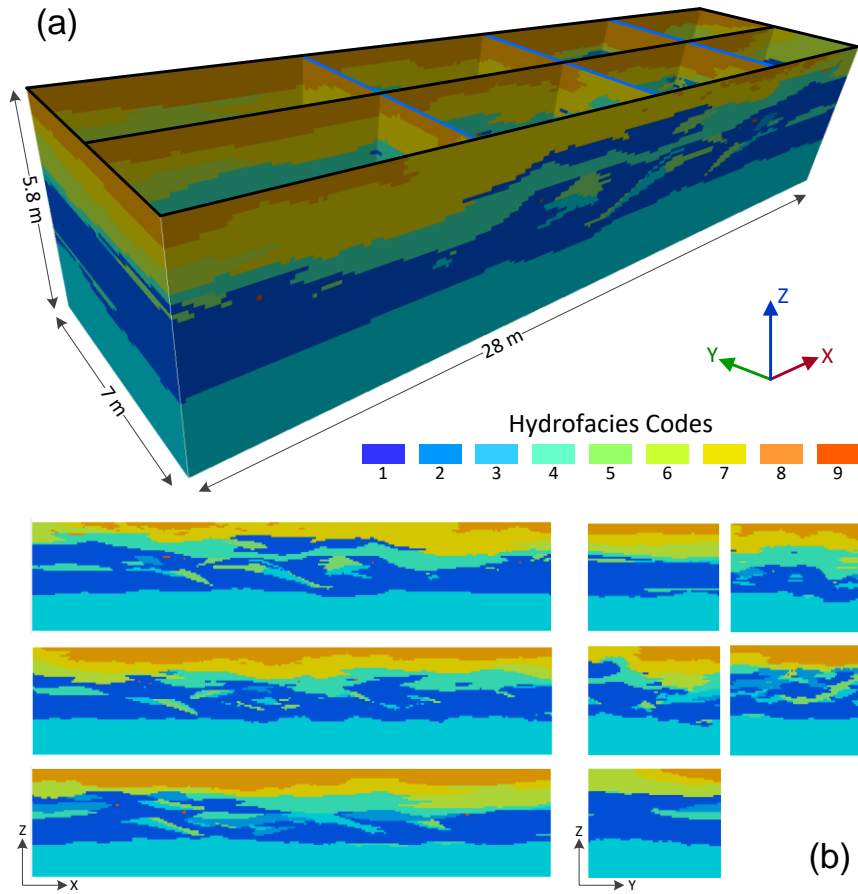 (a)
5.8 m
7 m
28 m
Z
Y
X
Hydrofacies Codes
1 2 3 4 5 6 7 8 9
Z
X
Z
Y
(b)